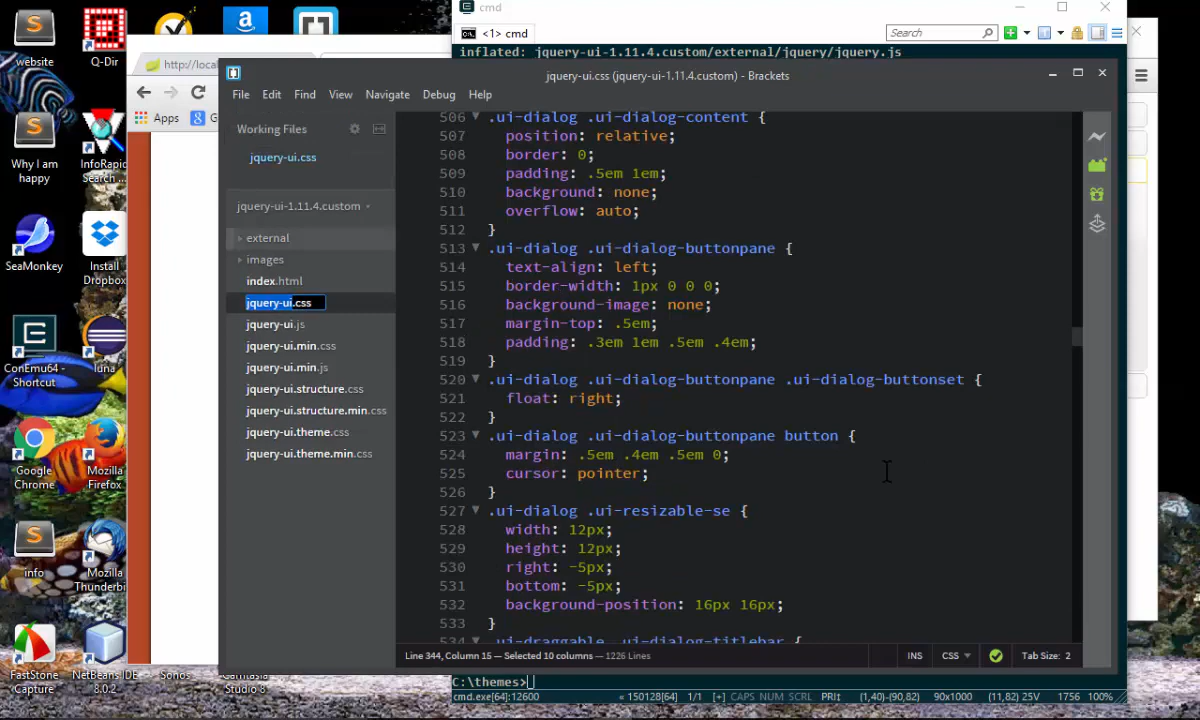 cmd
<1> cmd
Search
inflated: jquery-ui-1.11.4.custom/external/jquery/jquery.js
http://local
Apps
website
Q-Dir
Why I am
happy
InfoRapid
Search ...
SeaMonkey
Install
Dropbox
ConEmu64 -
Shortcut
luna
Google
Chrome
Mozilla
Firefox
info
Mozilla
Thunderbi
FastStone
Capture
NetBeans IDE
8.0.2
Sonos
Camtasia
Studio 8
jquery-ui.css (jquery-ui-1.11.4.custom) - Brackets
File Edit Find View Navigate Debug Help
Working Files
jquery-ui.css
jquery-ui-1.11.4.custom
external
images
index.html
jquery-ui.css
jquery-ui.js
jquery-ui.min.css
jquery-ui.min.js
jquery-ui.structure.css
jquery-ui.structure.min.css
jquery-ui.theme.css
jquery-ui.theme.min.css
506 .ui-dialog .ui-dialog-content {
507 position: relative;
508 border: 0;
509 padding: .5em 1em;
510 background: none;
511 overflow: auto;
512 }
513 .ui-dialog .ui-dialog-buttonpane {
514 text-align: left;
515 border-width: 1px 0 0 0;
516 background-image: none;
517 margin-top: .5em;
518 padding: .3em 1em .5em .4em;
519 }
520 .ui-dialog .ui-dialog-buttonpane .ui-dialog-buttonset {
521 float: right;
522 }
523 .ui-dialog .ui-dialog-buttonpane button {
524 margin: .5em .4em .5em 0;
525 cursor: pointer;
526 }
527 .ui-dialog .ui-resizable-se {
528 width: 12px;
529 height: 12px;
530 right: -5px;
531 bottom: -5px;
532 background-position: 16px 16px;
533 }
534 .ui-draggable .ui-dialog-titlebar {
Line 344, Column 15 — Selected 10 columns — 1226 Lines
INS CSS Tab Size: 2
C:\themes>
cmd.exe[64]:12600 « 150128[64] 1/1 [+] CAPS NUM SCRL PRI‡ (1,40)-(90,82) 90x1000 (11,82) 25V 1756 100%